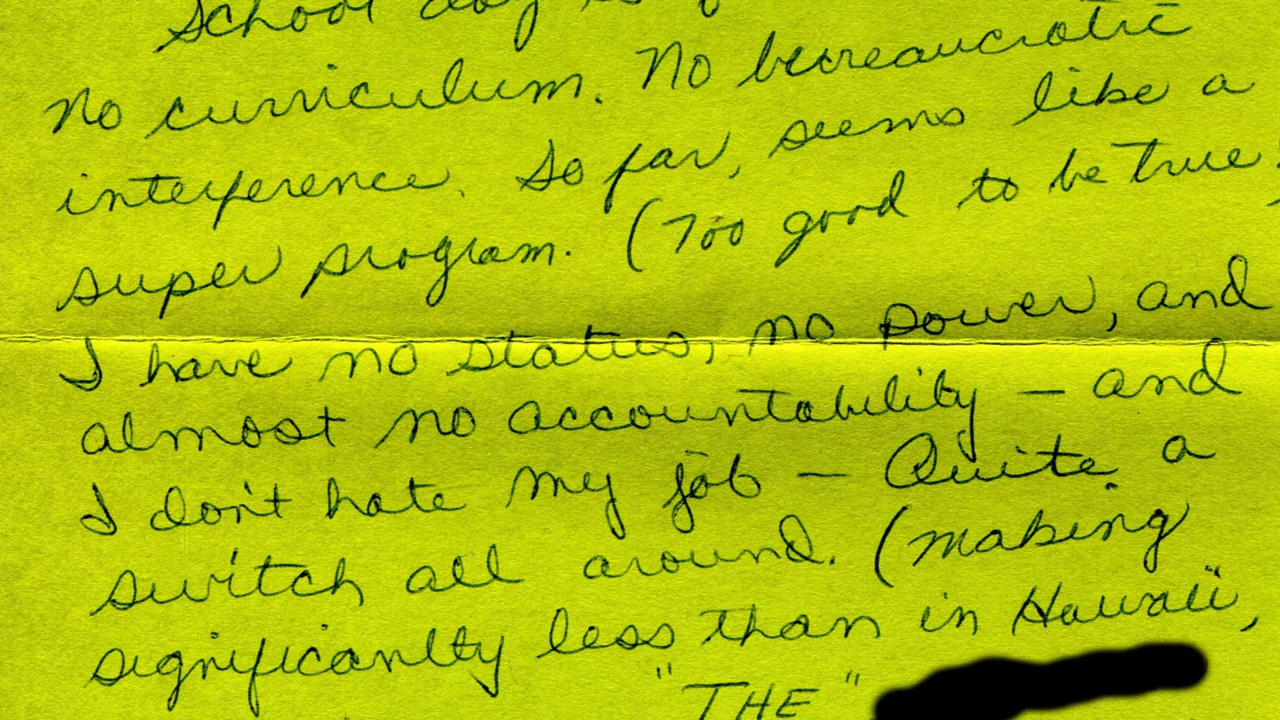 School day
No curriculum. No bureaucratic
interference. So far, seems like a
super program. (Too good to be true
I have no status, no power, and
almost no accountability – and
I don't hate my job – Quite a
switch all around. (Making
significantly less than in Hawaii,
"THE"